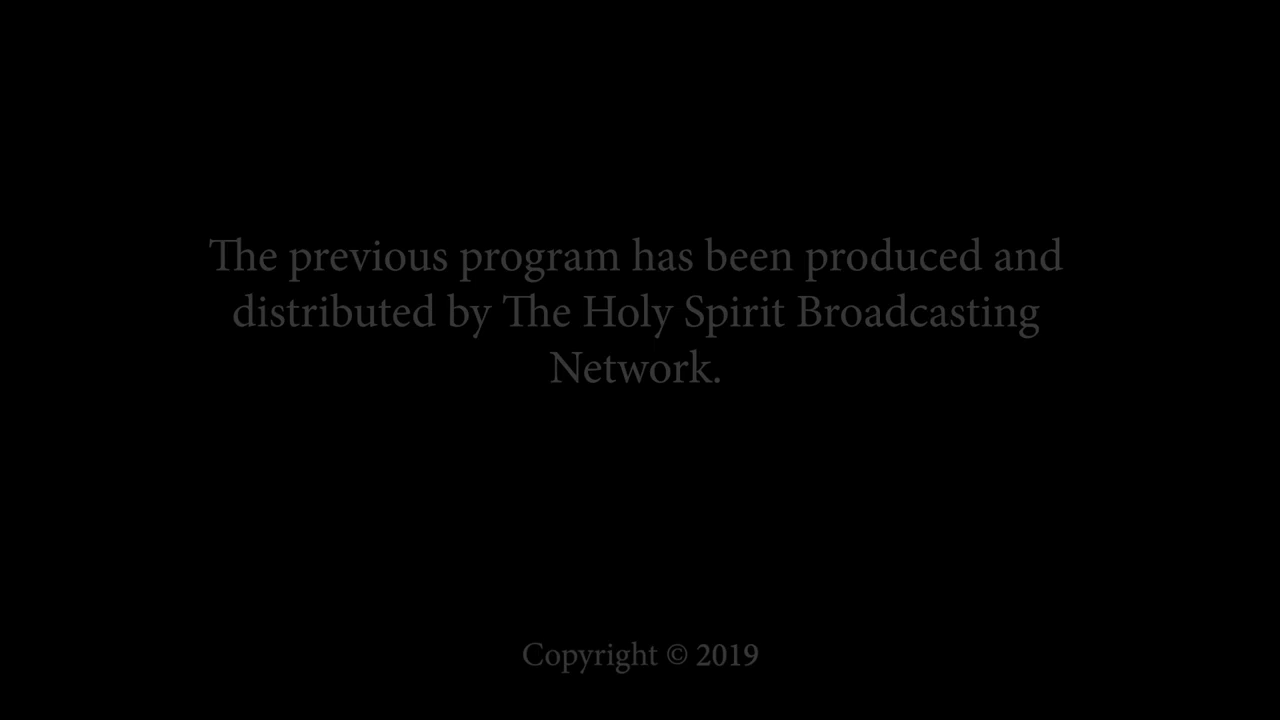 The previous program has been produced and
distributed by The Holy Spirit Broadcasting
Network.
Copyright © 2019